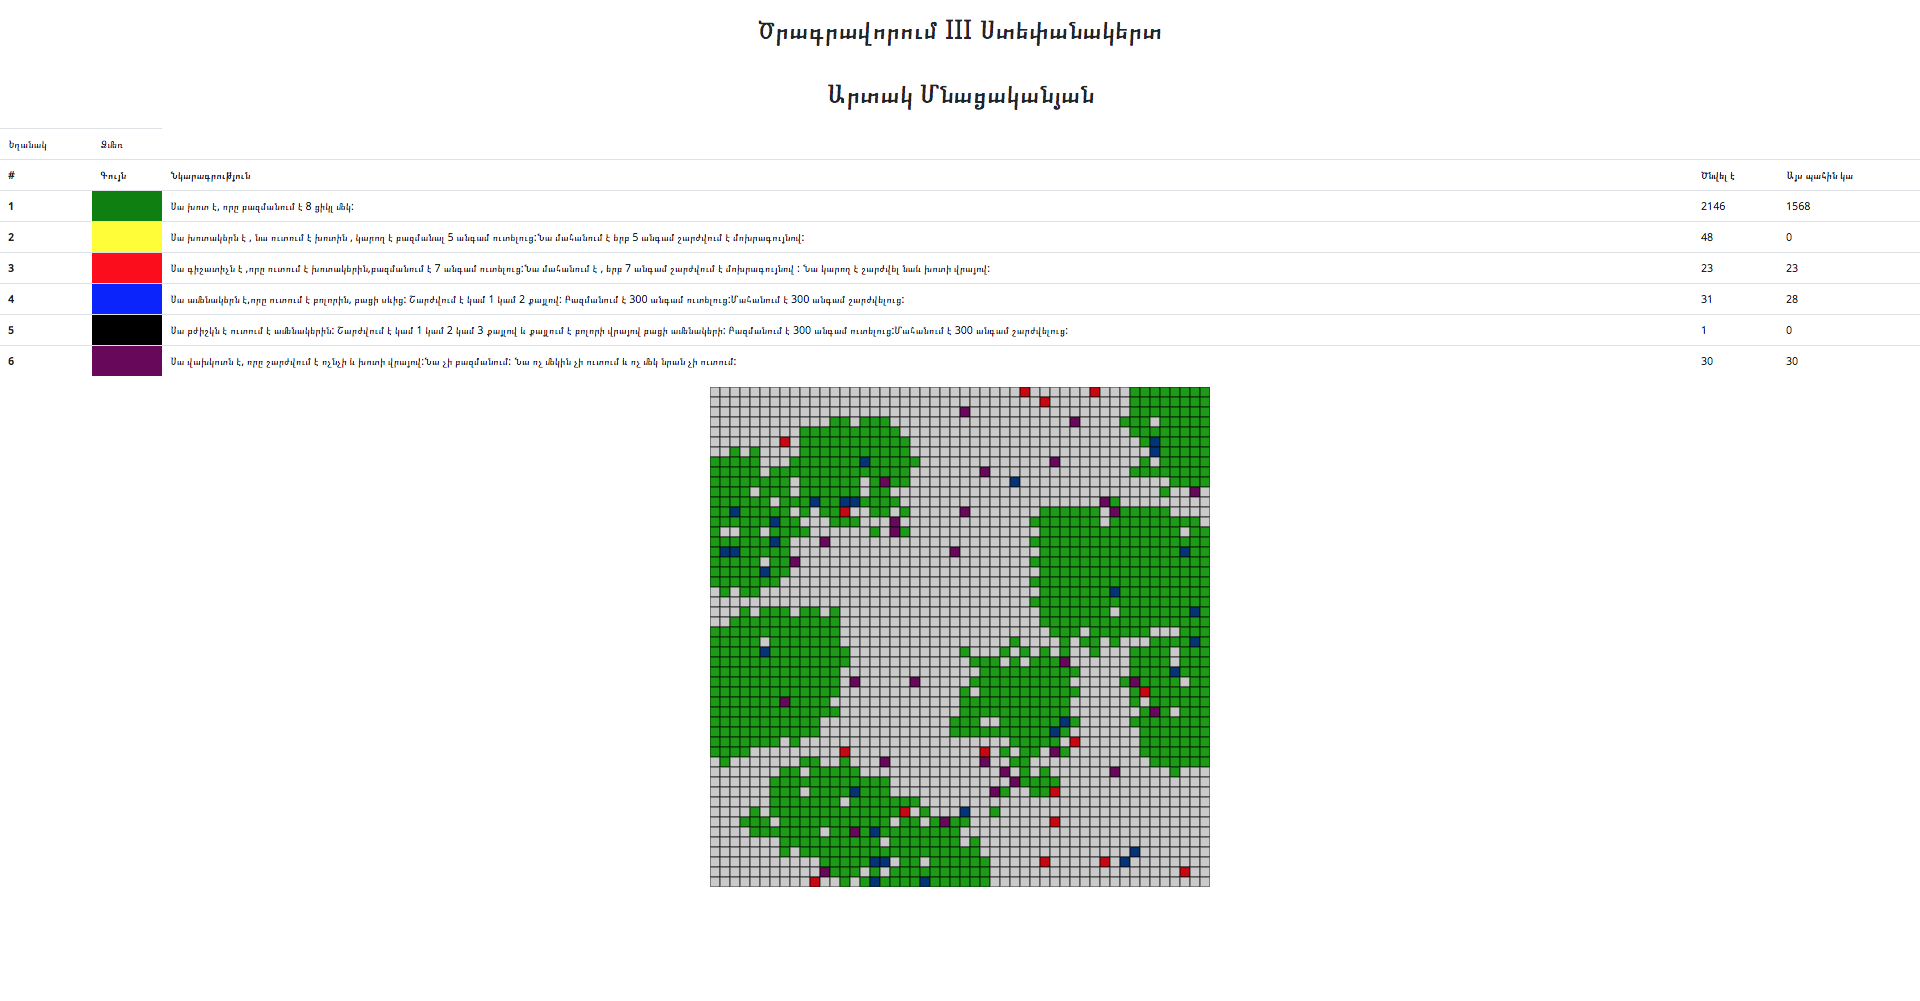 Ծրագրավորում III Ստեփանակերտ
Արտակ Մնացականյան
Եղանակ Ձմեռ
# Գույն Նկարագրություն Ծնվել է Այս պահին կա
1 Սա խոտ է, որը բազմանում է 8 ցիկլ մեկ: 2146 1568
2 Սա խոտակերն է , նա ուտում է խոտին , կարող է բազմանալ 5 անգամ ուտելուց:Նա մահանում է երբ 5 անգամ շարժվում է մոխրագույնով: 48 0
3 Սա գիշատիչն է ,որը ուտում է խոտակերին,բազմանում է 7 անգամ ուտելուց:Նա մահանում է , երբ 7 անգամ շարժվում է մոխրագույնով : Նա կարող է շարժվել նաև խոտի վրայով: 23 23
4 Սա ամենակերն է,որը ուտում է բոլորին, բացի սևից: Շարժվում է կամ 1 կամ 2 քայլով: Բազմանում է 300 անգամ ուտելուց:Մահանում է 300 անգամ շարժվելուց: 31 28
5 Սա բժիշկն է ուտում է ամենակերին: Շարժվում է կամ 1 կամ 2 կամ 3 քայլով և քայլում է բոլորի վրայով բացի ամենակերի: Բազմանում է 300 անգամ ուտելուց:Մահանում է 300 անգամ շարժվելուց: 1 0
6 Սա վախկոտն է, որը շարժվում է ոչնչի և խոտի վրայով:Նա չի բազմանում: Նա ոչ մեկին չի ուտում և ոչ մեկ նրան չի ուտում: 30 30